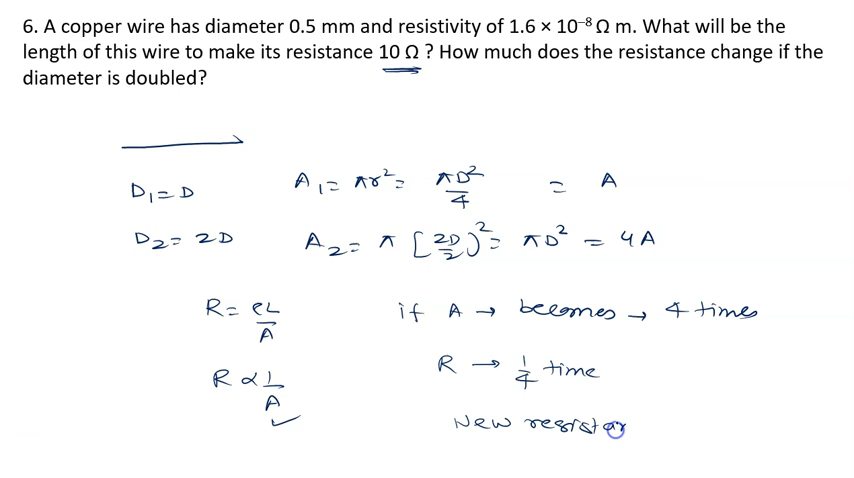 6. A copper wire has diameter 0.5 mm and resistivity of 1.6 × 10⁻⁸ Ω m. What will be the
length of this wire to make its resistance 10 Ω ? How much does the resistance change if the
diameter is doubled?
D₁ = D A₁ = πr² = πD²/4 = A
D₂ = 2D A₂ = π [2D/2)² = πD² = 4A
R = ρL/A if A → becomes → 4 times
R → 1/4 time
R ∝ 1/A
New resistan